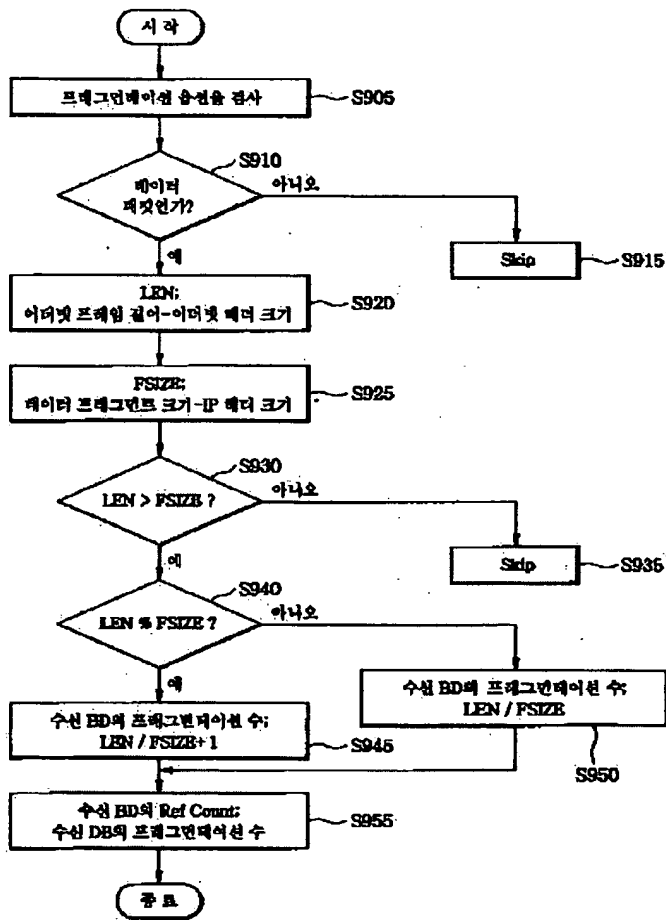 시 작
프래그먼테이션 옵션을 검사
S905
S910
데이터
패킷인가?
아니오
예
Skip
S915
LEN;
이더넷 프레임 길이-이더넷 헤더 크기
S920
FSIZE;
데이터 프래그먼트 크기-IP 헤더 크기
S925
S930
LEN > FSIZE ?
아니오
예
Skip
S935
S940
LEN % FSIZE ?
아니오
예
수신 BD의 프래그먼테이션 수;
LEN / FSIZE
S950
수신 BD의 프래그먼테이션 수;
LEN / FSIZE+1
S945
수신 BD의 Ref Count;
수신 DB의 프래그먼테이션 수
S955
종 료